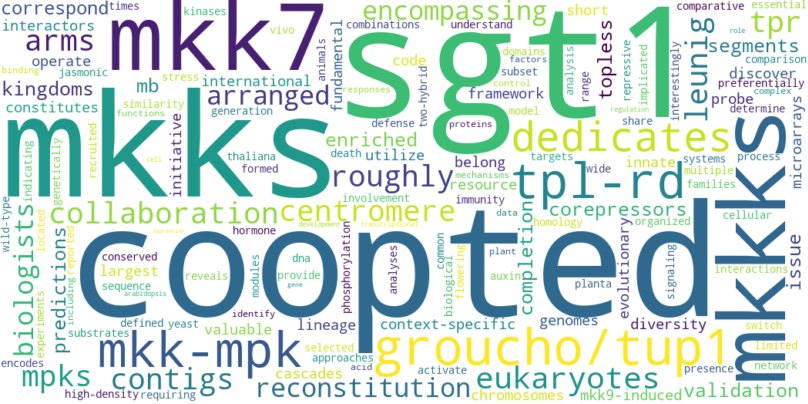 correspond times
kinases
interactors
arms
operate
jasmonic
mkk7
vivo
animals
fundamental
encompassing
combinations
code
understand
short
comparative
essential
tpr
role
kingdoms
binding
mb
stress
international
arranged
responses
two-hybrid
sgt1
domains
factors
subset
framework
control
analysis
range
repressive
implicated
topless
interestingly
leunig
segments
comparison
discover
complex
preferentially
regulation
probe
constitutes
similarity
functions
generation
initiative
mkks
defense
model
enriched
proteins
dedicates
share
determine
microarrays
indicating
genetically
recruited
cell
thaliana
formed
death
utilize
roughly
involvement
belong
mechanisms
resource
immunity
targets
wide
innate
systems
process
multiple
families
tpl-rd
mkkks
wild-type
located
reported
collaboration
centromere
development
transcriptional
corepressors
data
homology
organized
cellular
biologists
experiments
including
predictions
expression
hormone
coopted
completion
evolutionary
signaling
interactions
issue
conserved
largest
sequence
arabidopsis
reveals
modules
dna
provide
gene
phosphorylation
analyses
common
biological
flowering
plant
auxin
planta
substrates
defined
yeast
valuable
identify
lineage
context-specific
genomes
diversity
switch
limited
network
encodes
mpks
mkk-mpk
selected
approaches
groucho/tup1
presence
contigs
cascades
acid
activate
eukaryotes
high-density
requiring
reconstitution
chromosomes
mkk9-induced
validation